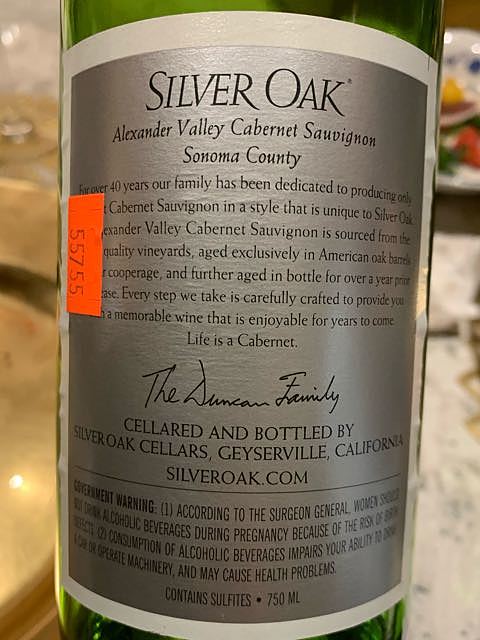 SILVER OAK®
Alexander Valley Cabernet Sauvignon
Sonoma County
For over 40 years our family has been dedicated to producing only
Cabernet Sauvignon in a style that is unique to Silver Oak.
exander Valley Cabernet Sauvignon is sourced from the
quality vineyards, aged exclusively in American oak barrels
cooperage, and further aged in bottle for over a year prior
ease. Every step we take is carefully crafted to provide you
a memorable wine that is enjoyable for years to come.
Life is a Cabernet.
The Duncan Family
CELLARED AND BOTTLED BY
SILVER OAK CELLARS, GEYSERVILLE, CALIFORNIA
SILVEROAK.COM
GOVERNMENT WARNING: (1) ACCORDING TO THE SURGEON GENERAL, WOMEN SHOULD
NOT DRINK ALCOHOLIC BEVERAGES DURING PREGNANCY BECAUSE OF THE RISK OF BIRTH
DEFECTS. (2) CONSUMPTION OF ALCOHOLIC BEVERAGES IMPAIRS YOUR ABILITY TO DRIVE
A CAR OR OPERATE MACHINERY, AND MAY CAUSE HEALTH PROBLEMS.
CONTAINS SULFITES • 750 ML
55755